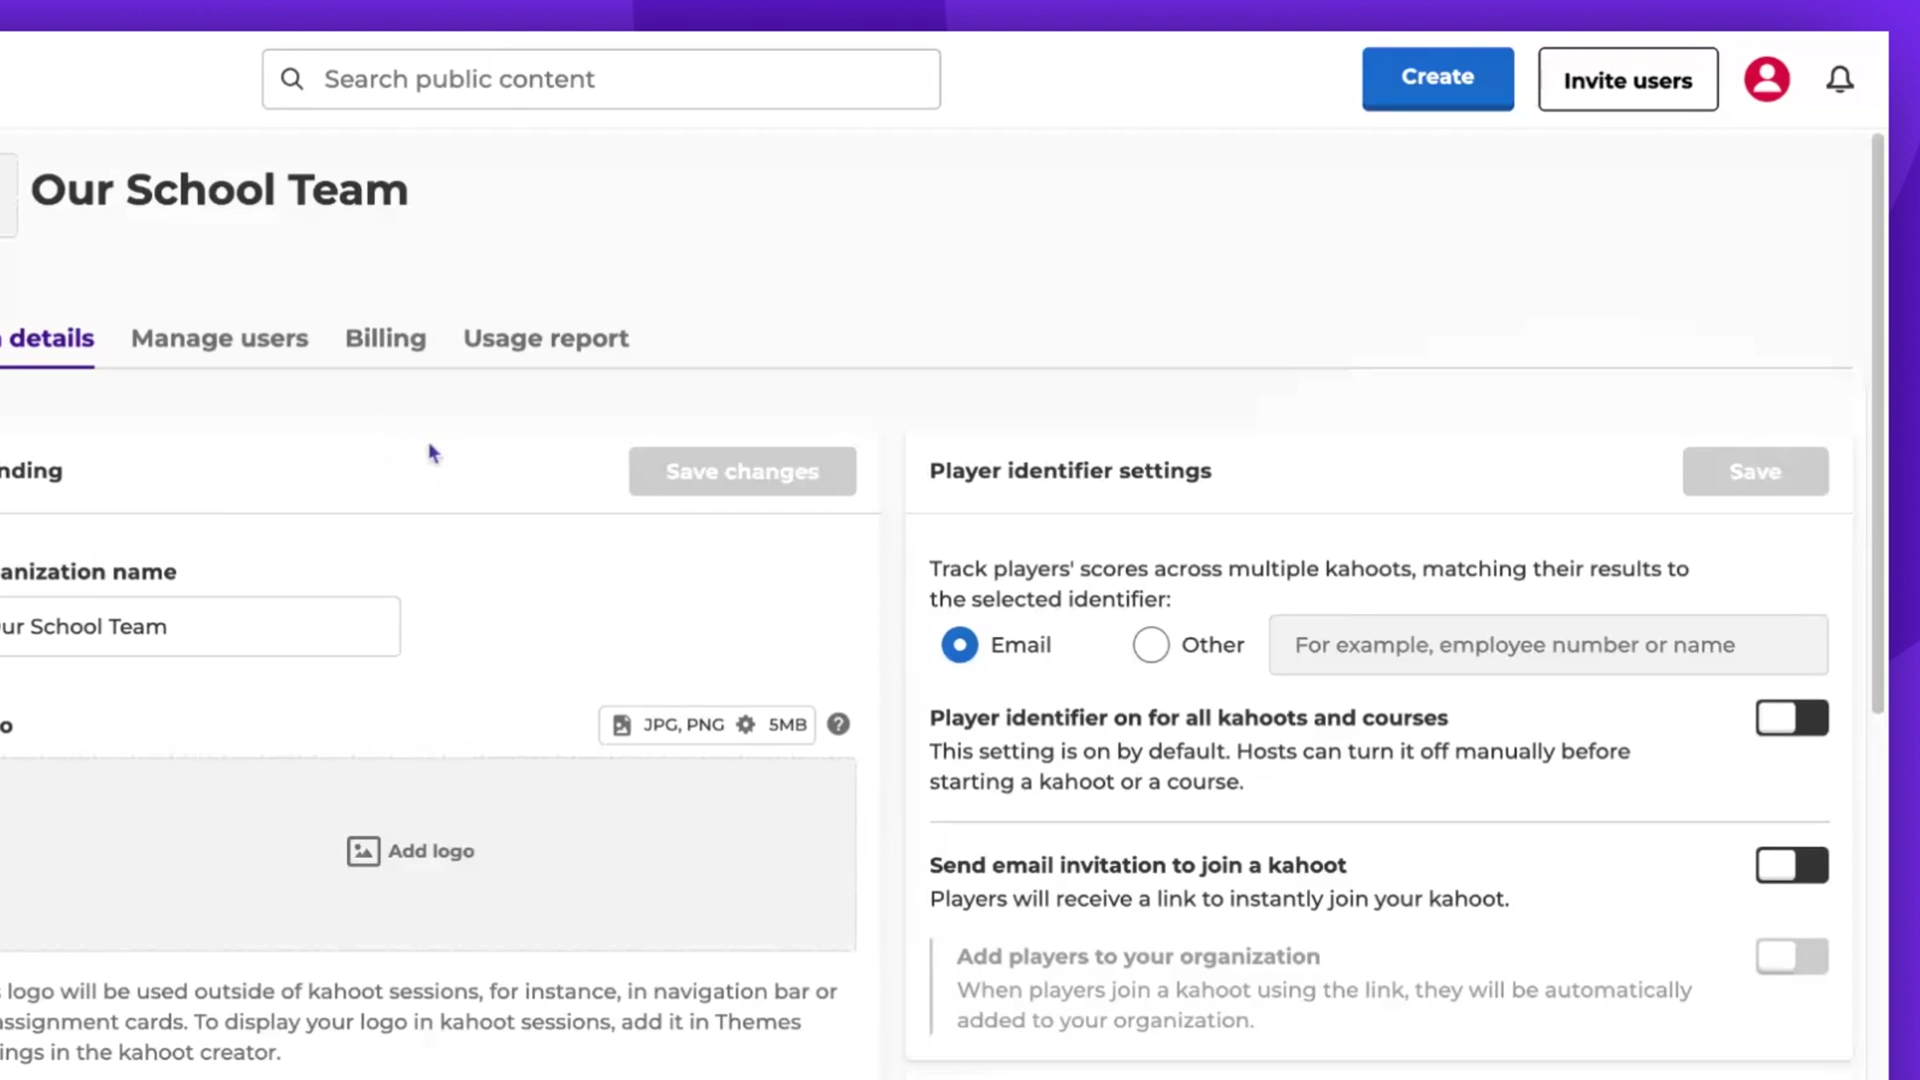 Search public content
Create
Invite users
Our School Team
details
Manage users
Billing
Usage report
nding
Save changes
anization name
ur School Team
o
JPG, PNG 5MB
Add logo
logo will be used outside of kahoot sessions, for instance, in navigation bar or
assignment cards. To display your logo in kahoot sessions, add it in Themes
ings in the kahoot creator.
Player identifier settings
Save
Track players' scores across multiple kahoots, matching their results to
the selected identifier:
Email
Other
For example, employee number or name
Player identifier on for all kahoots and courses
This setting is on by default. Hosts can turn it off manually before
starting a kahoot or a course.
Send email invitation to join a kahoot
Players will receive a link to instantly join your kahoot.
Add players to your organization
When players join a kahoot using the link, they will be automatically
added to your organization.